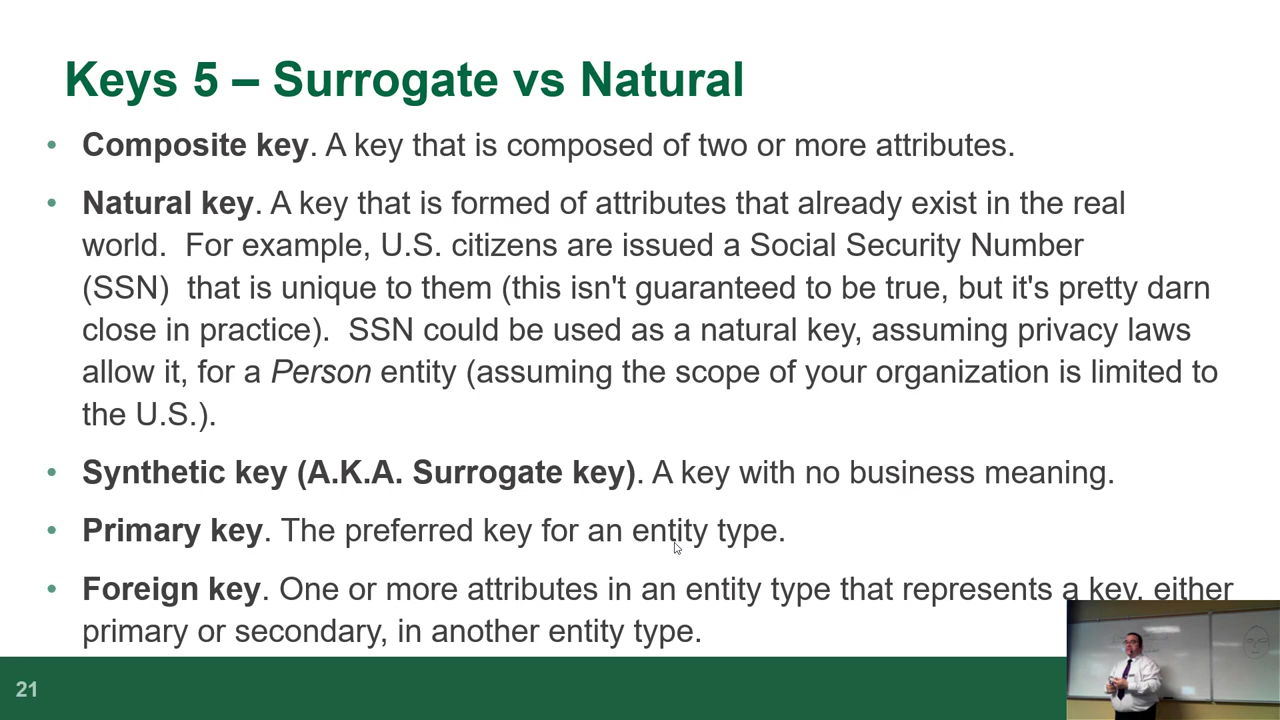 Keys 5 – Surrogate vs Natural
• Composite key. A key that is composed of two or more attributes.
• Natural key. A key that is formed of attributes that already exist in the real
world.  For example, U.S. citizens are issued a Social Security Number
(SSN)  that is unique to them (this isn't guaranteed to be true, but it's pretty darn
close in practice).  SSN could be used as a natural key, assuming privacy laws
allow it, for a Person entity (assuming the scope of your organization is limited to
the U.S.).
• Synthetic key (A.K.A. Surrogate key). A key with no business meaning.
• Primary key. The preferred key for an entity type.
• Foreign key. One or more attributes in an entity type that represents a key, either
primary or secondary, in another entity type.
21